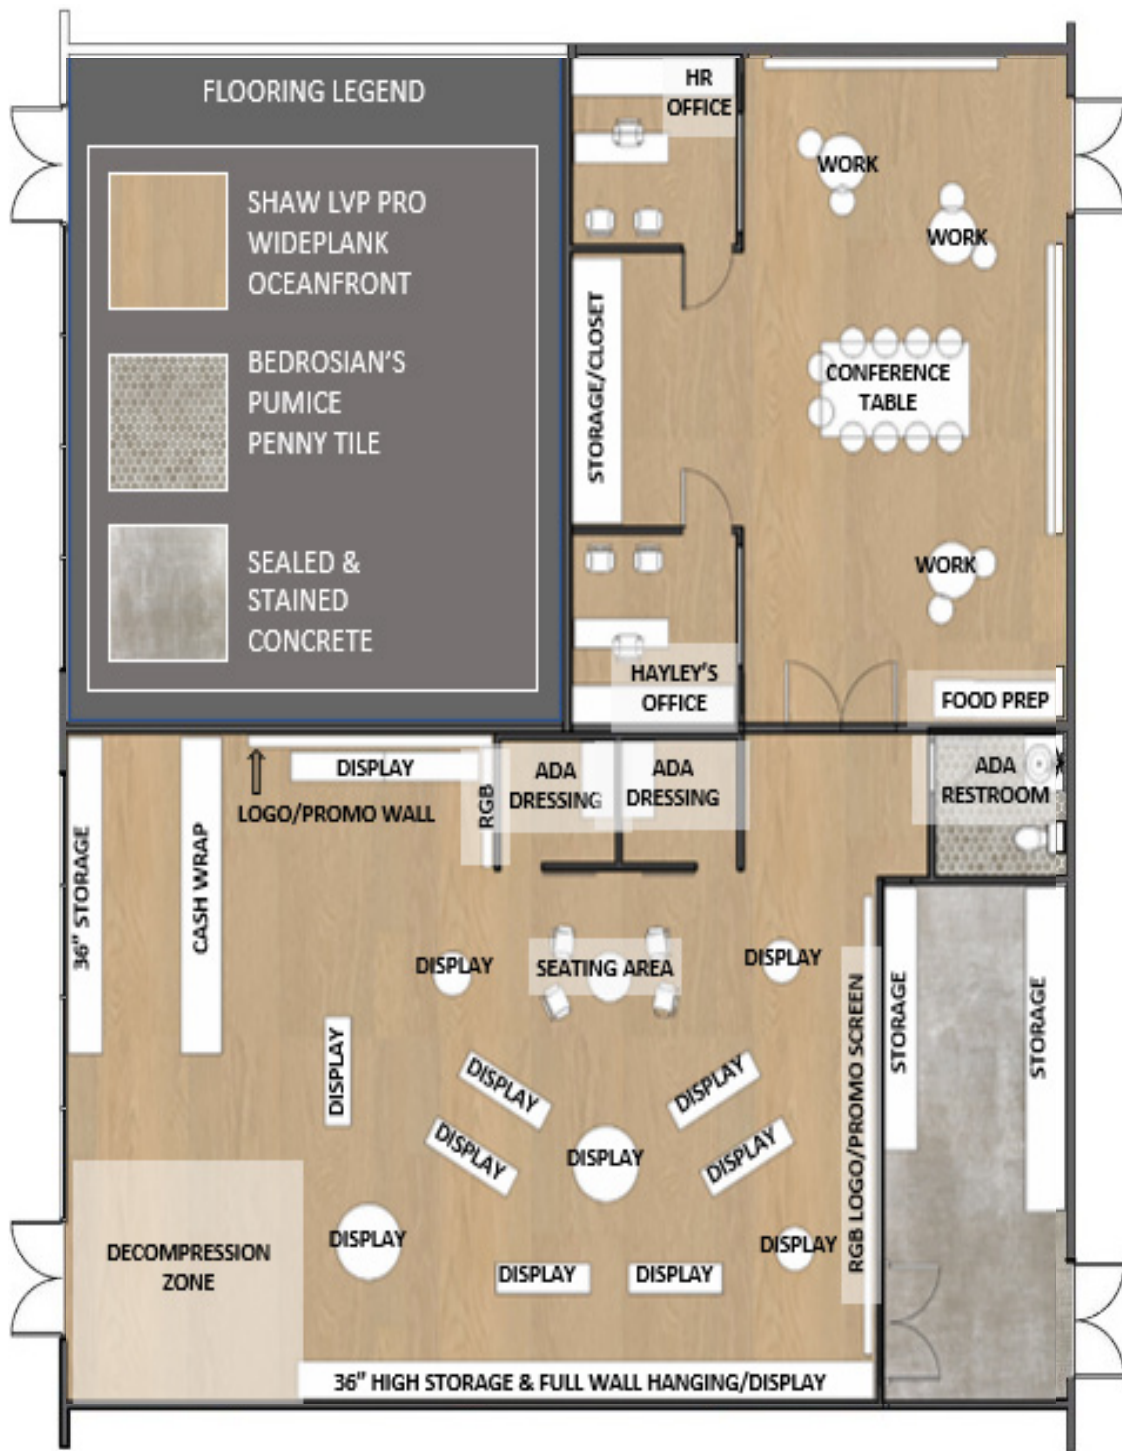 FLOORING LEGEND
SHAW LVP PRO
WIDEPLANK
OCEANFRONT
BEDROSIAN'S
PUMICE
PENNY TILE
SEALED &
STAINED
CONCRETE
HR
OFFICE
WORK
WORK
STORAGE/CLOSET
CONFERENCE
TABLE
WORK
HAYLEY'S
OFFICE
FOOD PREP
DISPLAY
LOGO/PROMO WALL
RGB
ADA
DRESSING
ADA
DRESSING
ADA
RESTROOM
36" STORAGE
CASH WRAP
DISPLAY
SEATING AREA
DISPLAY
RGB LOGO/PROMO SCREEN
STORAGE
STORAGE
DISPLAY
DISPLAY
DISPLAY
DISPLAY
DISPLAY
DISPLAY
DISPLAY
DISPLAY
DISPLAY
DISPLAY
DECOMPRESSION
ZONE
36" HIGH STORAGE & FULL WALL HANGING/DISPLAY